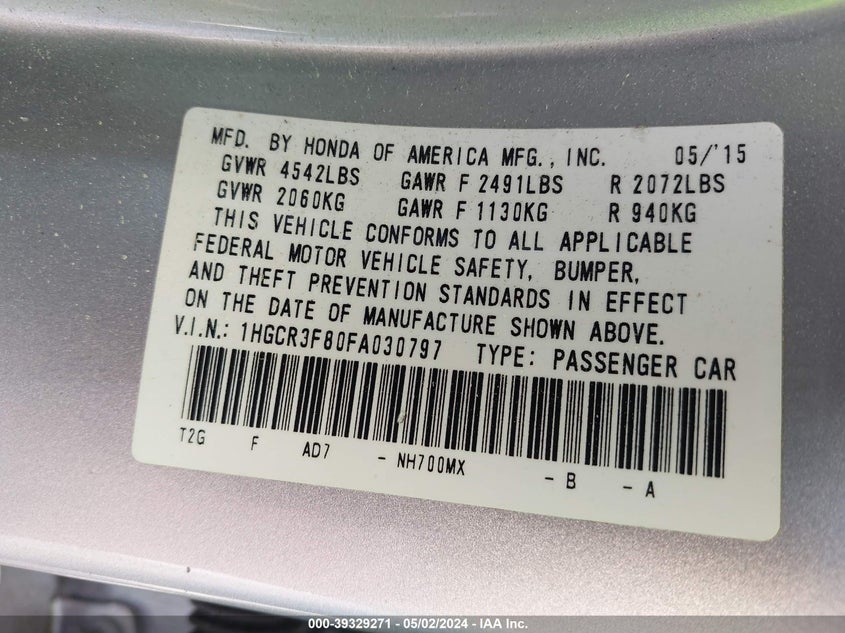 MFD. BY HONDA OF AMERICA MFG., INC. 05/'15
GVWR 4542LBS GAWR F 2491LBS R 2072LBS
GVWR 2060KG GAWR F 1130KG R 940KG
THIS VEHICLE CONFORMS TO ALL APPLICABLE
FEDERAL MOTOR VEHICLE SAFETY, BUMPER,
AND THEFT PREVENTION STANDARDS IN EFFECT
ON THE DATE OF MANUFACTURE SHOWN ABOVE.
V.I.N.: 1HGCR3F80FA030797 TYPE: PASSENGER CAR
T2G F AD7 - NH700MX - B - A
000-39329271 - 05/02/2024 - IAA Inc.